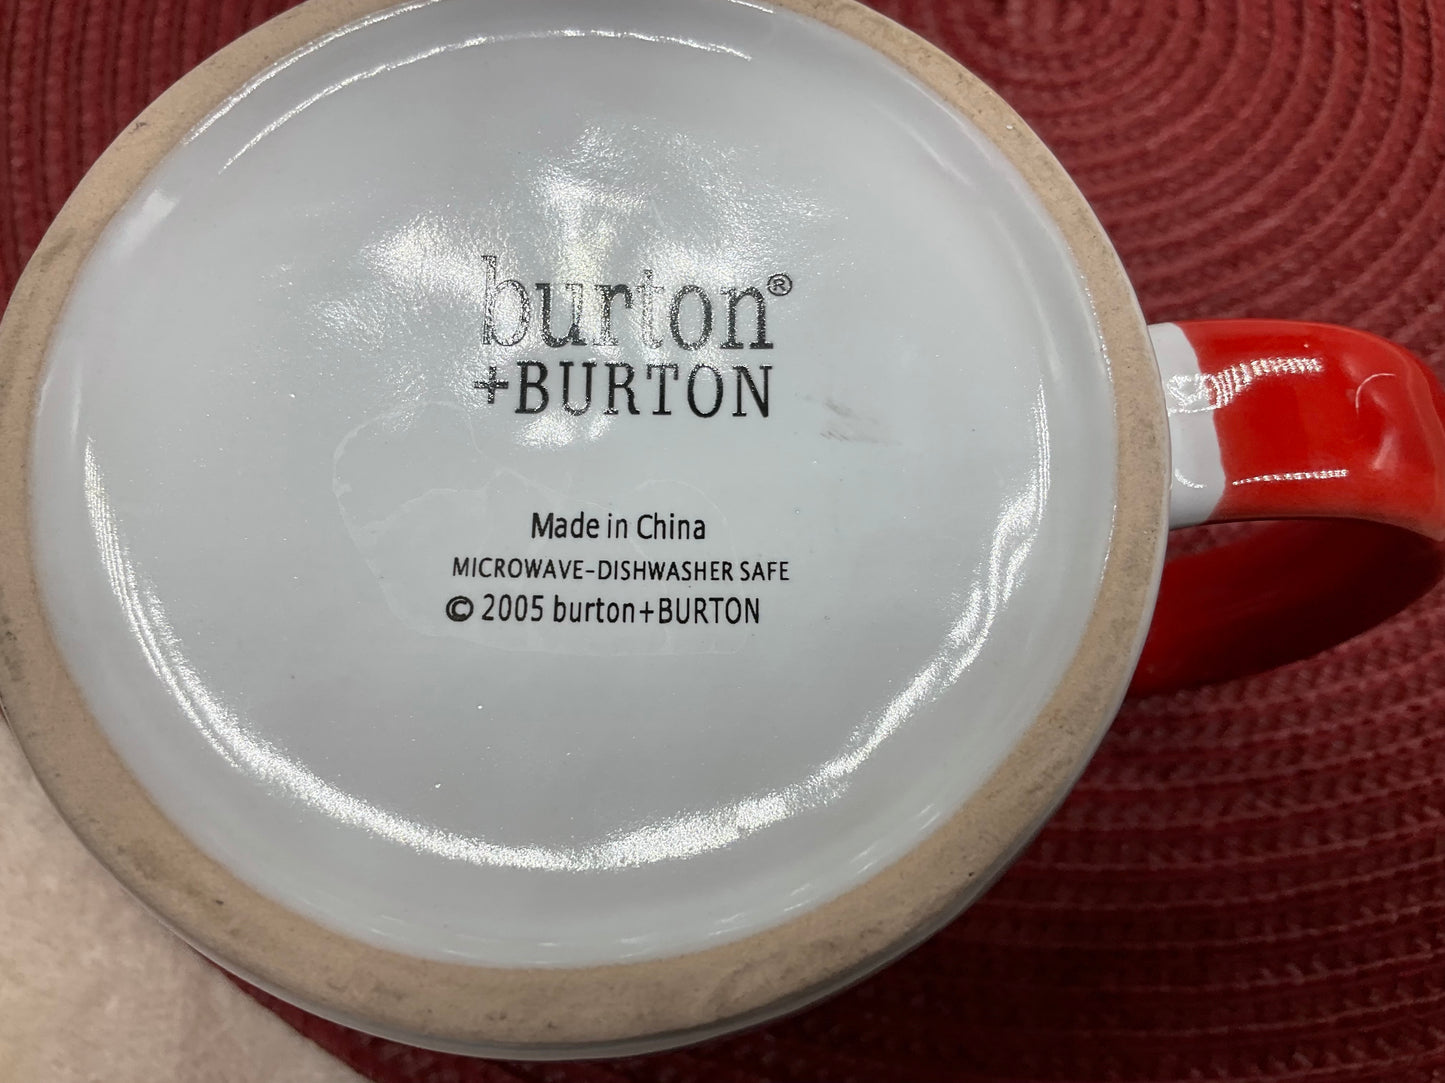 burton®
+BURTON
Made in China
MICROWAVE-DISHWASHER SAFE
© 2005 burton+BURTON